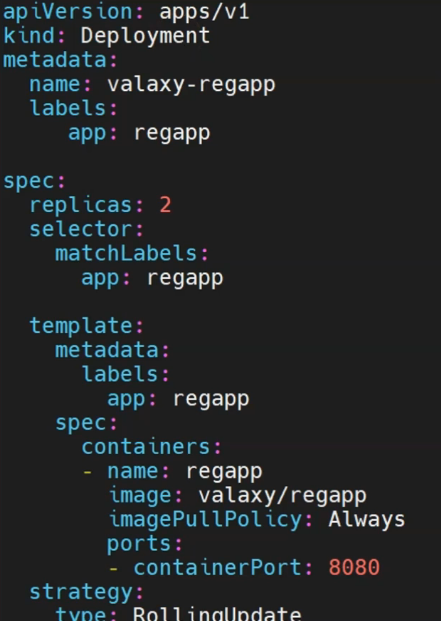 apiVersion: apps/v1
kind: Deployment
metadata:
  name: valaxy-regapp
  labels:
     app: regapp

spec:
  replicas: 2
  selector:
    matchLabels:
      app: regapp

  template:
    metadata:
      labels:
        app: regapp
    spec:
      containers:
      - name: regapp
        image: valaxy/regapp
        imagePullPolicy: Always
        ports:
        - containerPort: 8080
  strategy:
    type: RollingUpdate